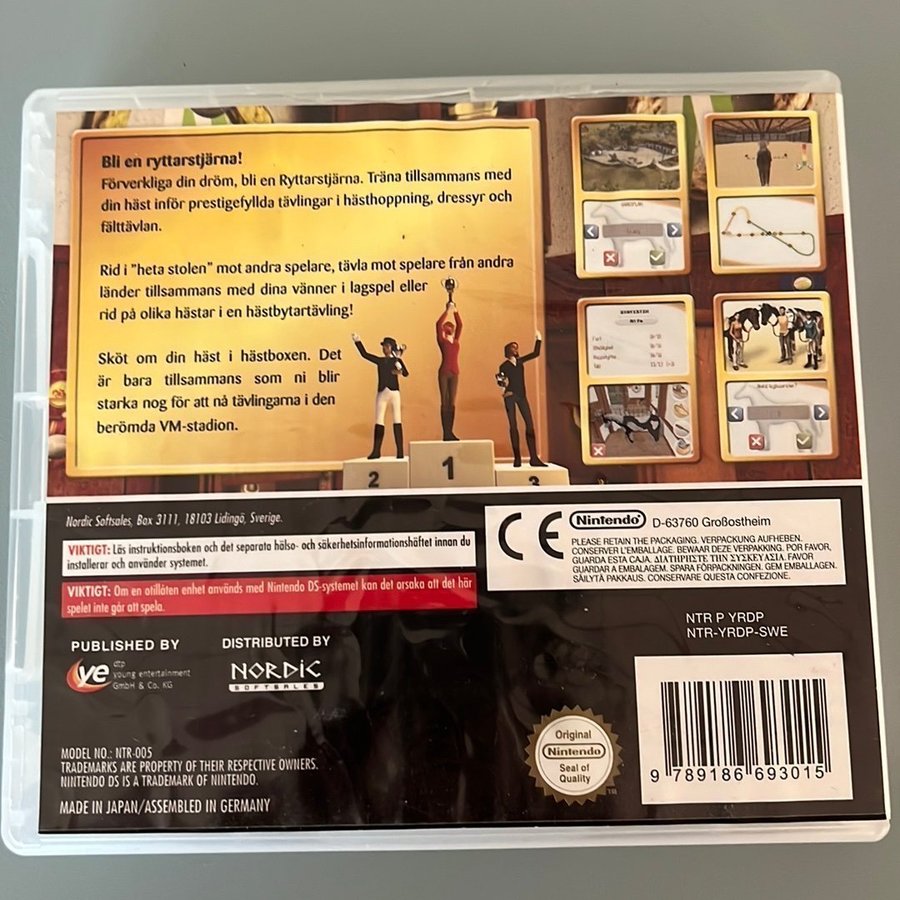 Bli en ryttarstjärna!
Förverkliga din dröm, bli en Ryttarstjärna. Träna tillsammans med
din häst inför prestigefyllda tävlingar i hästhoppning, dressyr och
fälttävlan.
Rid i "heta stolen" mot andra spelare, tävla mot spelare från andra
länder tillsammans med dina vänner i lagspel eller
rid på olika hästar i en hästbytartävling!
Sköt om din häst i hästboxen. Det
är bara tillsammans som ni blir
starka nog för att nå tävlingarna i den
berömda VM-stadion.
2
1
3
Nordic Softsales, Box 3111, 18103 Lidingö, Sverige.
VIKTIGT: Läs instruktionsboken och det separata hälso- och säkerhetsinformationshäftet innan du
installerar och använder systemet.
VIKTIGT: Om en otillåten enhet används med Nintendo DS-systemet kan det orsaka att det här
spelet inte går att spela.
CE
Nintendo
D-63760 Großostheim
PLEASE RETAIN THE PACKAGING. VERPACKUNG AUFHEBEN.
CONSERVER L'EMBALLAGE. BEWAAR DEZE VERPAKKING. POR FAVOR,
GUARDA ESTA CAJA. ΔΙΑΤΗΡΗΣΤΕ ΤΗΝ ΣΥΣΚΕΥΑΣΙΑ. FAVOR
GUARDAR A EMBALAGEM. SPARA FÖRPACKNINGEN. GEM EMBALLAGEN.
SÄILYTÄ PAKKAUS. CONSERVARE QUESTA CONFEZIONE.
NTR P YRDP
NTR-YRDP-SWE
PUBLISHED BY
DISTRIBUTED BY
ye
dtp
young entertainment
GmbH & Co. KG
NORDIC
SOFTSALES
MODEL NO.: NTR-005
TRADEMARKS ARE PROPERTY OF THEIR RESPECTIVE OWNERS.
NINTENDO DS IS A TRADEMARK OF NINTENDO.
MADE IN JAPAN/ASSEMBLED IN GERMANY
Original
Nintendo
Seal of
Quality
TM
9 789186 693015